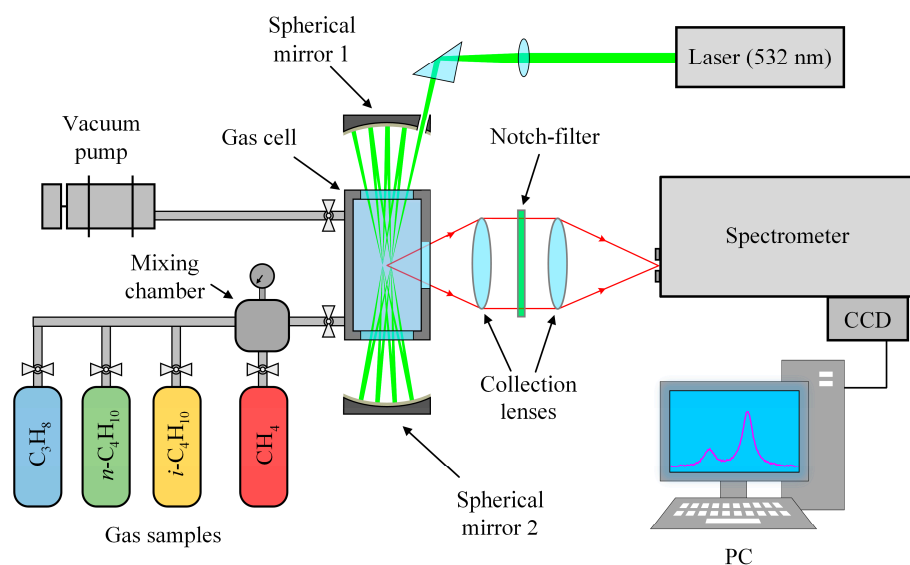 Spherical
mirror 1
Laser (532 nm)
Vacuum
pump
Gas cell
Notch-filter
Spectrometer
Mixing
chamber
CCD
Collection
lenses
C₃H₈
n-C₄H₁₀
i-C₄H₁₀
CH₄
Spherical
mirror 2
Gas samples
PC